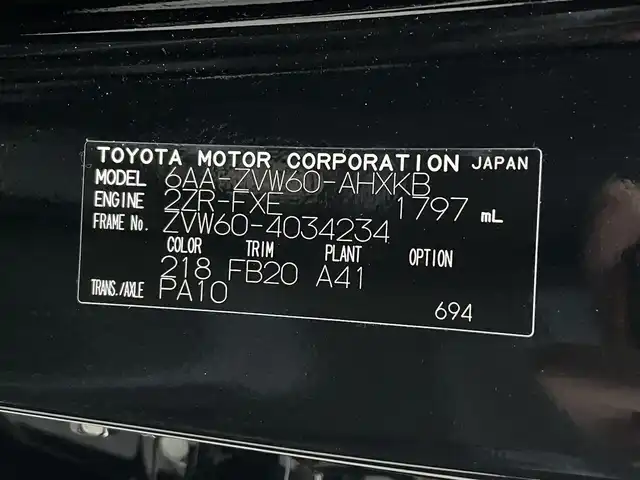 TOYOTA MOTOR CORPORATION JAPAN
MODEL 6AA-ZVW60-AHXKB
ENGINE 2ZR-FXE 1797 mL
FRAME No. ZVW60-4034234
COLOR TRIM PLANT OPTION
218 FB20 A41
TRANS./AXLE PA10
694